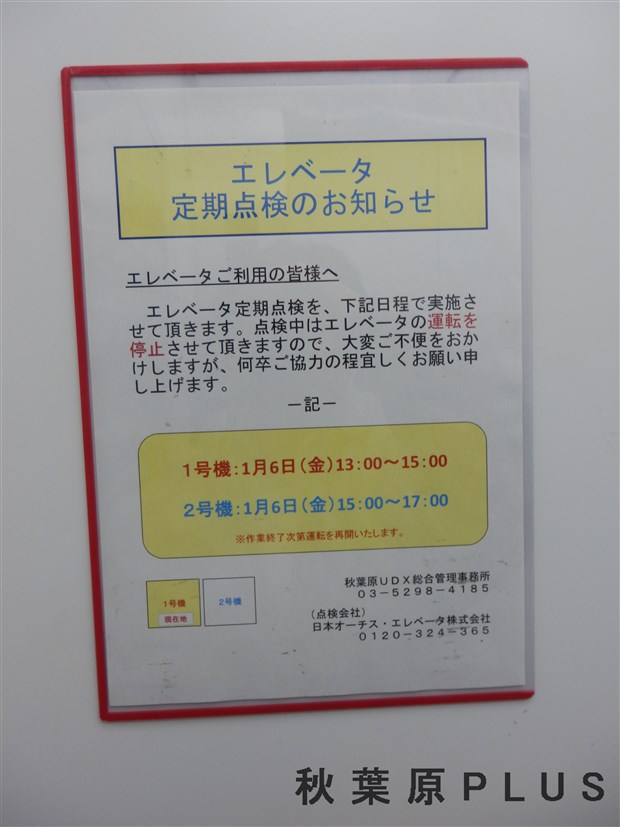 エレベータ
定期点検のお知らせ
エレベータご利用の皆様へ
エレベータ定期点検を、下記日程で実施さ
せて頂きます。点検中はエレベータの運転を
停止させて頂きますので、大変ご不便をおか
けしますが、何卒ご協力の程宜しくお願い申
し上げます。
－記－
1号機：1月6日（金）13：00～15：00
2号機：1月6日（金）15：00～17：00
※作業終了次第運転を再開いたします。
1号機
現在地
2号機
秋葉原ＵＤＸ総合管理事務所
０３－５２９８－４１８５
（点検会社）
日本オーチス・エレベータ株式会社
０１２０－３２４－３６５
秋葉原ＰＬＵＳ